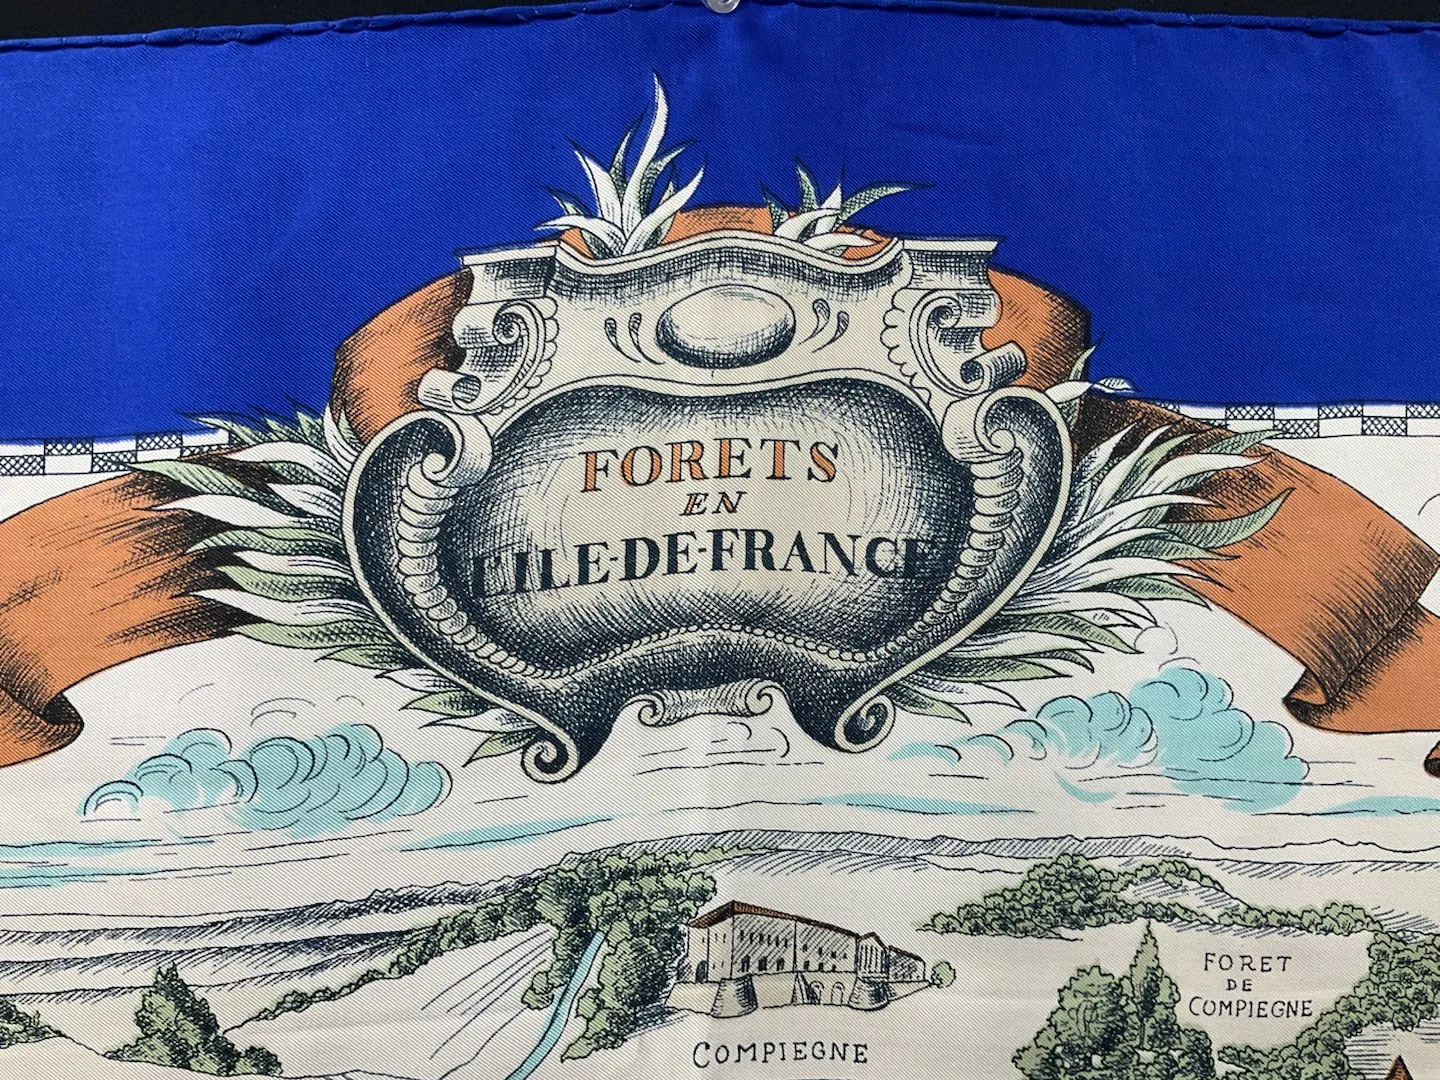 FORETS
EN
L'ILE-DE-FRANCE
FORET
DE
COMPIEGNE
COMPIEGNE